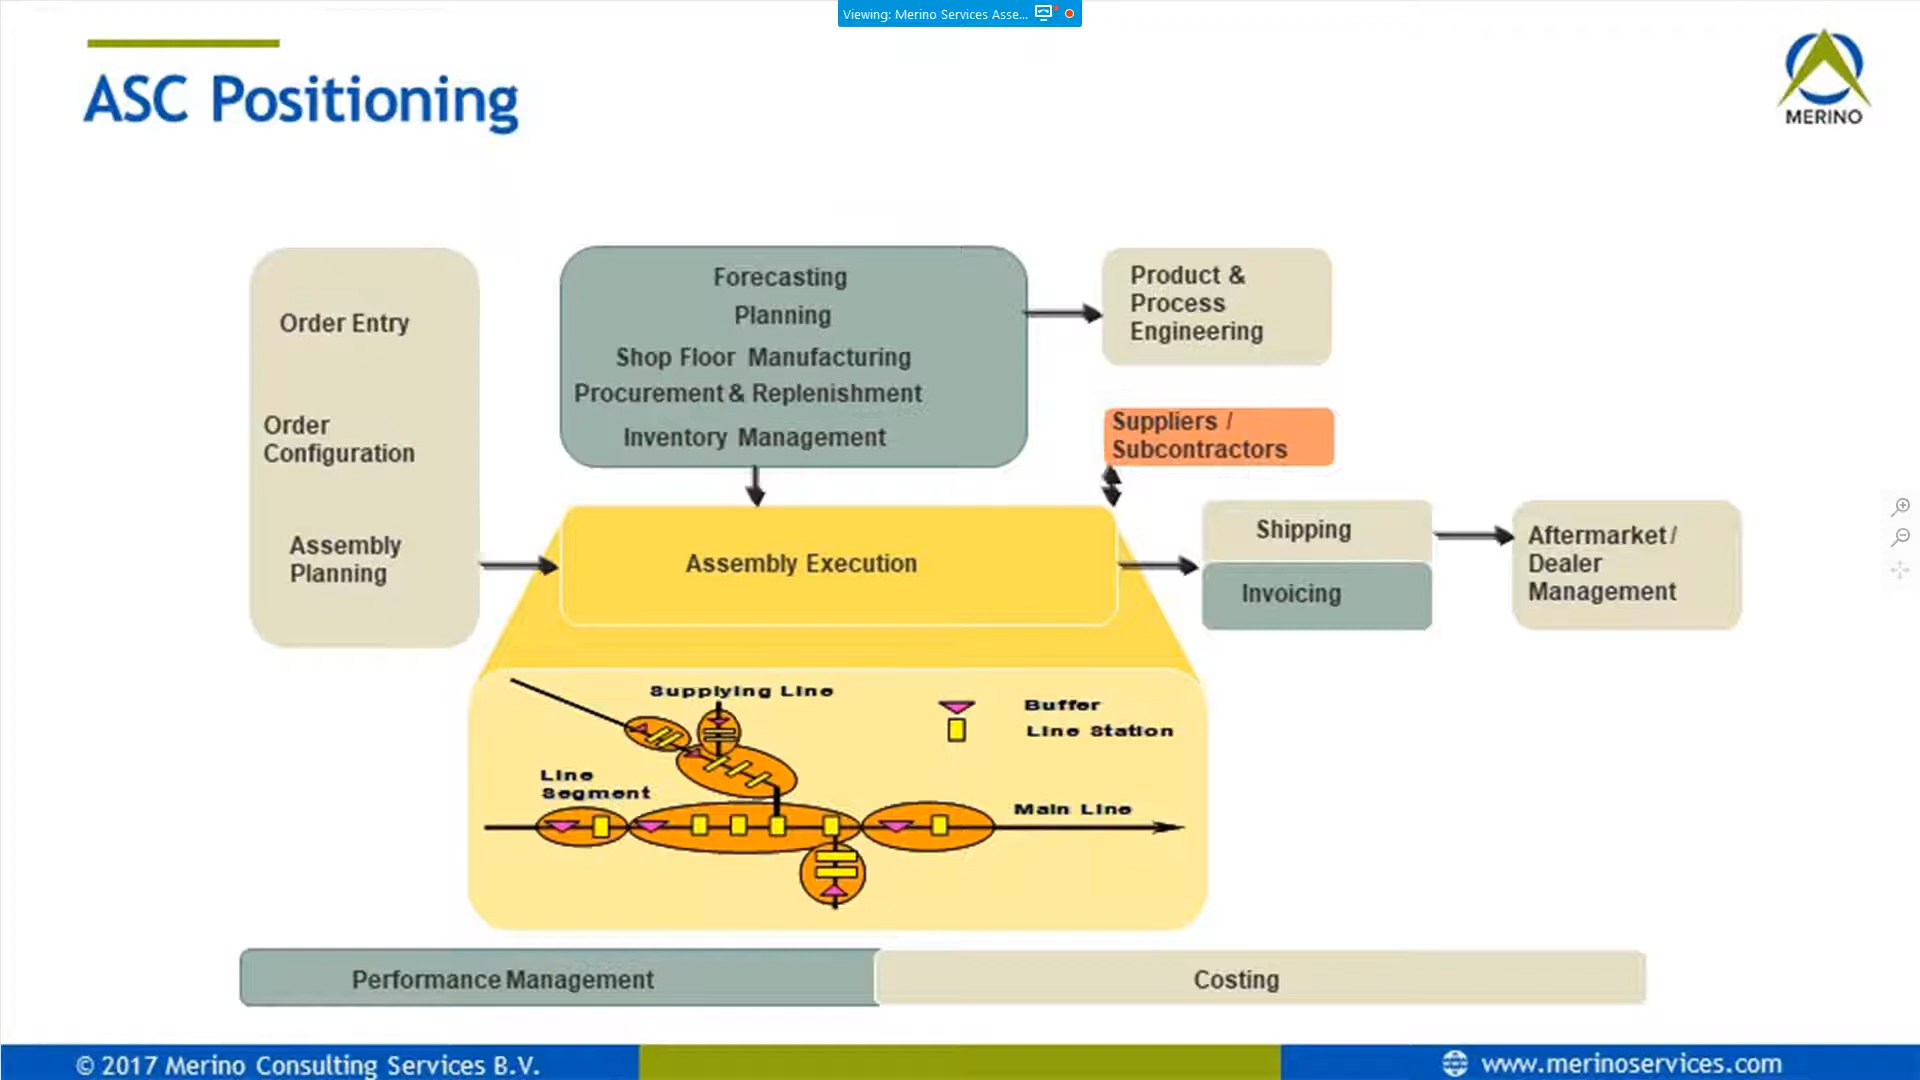 Viewing: Merino Services Asse...
ASC Positioning
MERINO
Order Entry
Order
Configuration
Assembly
Planning
Forecasting
Planning
Shop Floor Manufacturing
Procurement & Replenishment
Inventory Management
Product &
Process
Engineering
Suppliers /
Subcontractors
Assembly Execution
Shipping
Invoicing
Aftermarket /
Dealer
Management
Supplying Line
Buffer
Line Station
Line
Segment
Main Line
Performance Management
Costing
© 2017 Merino Consulting Services B.V.
www.merinoservices.com